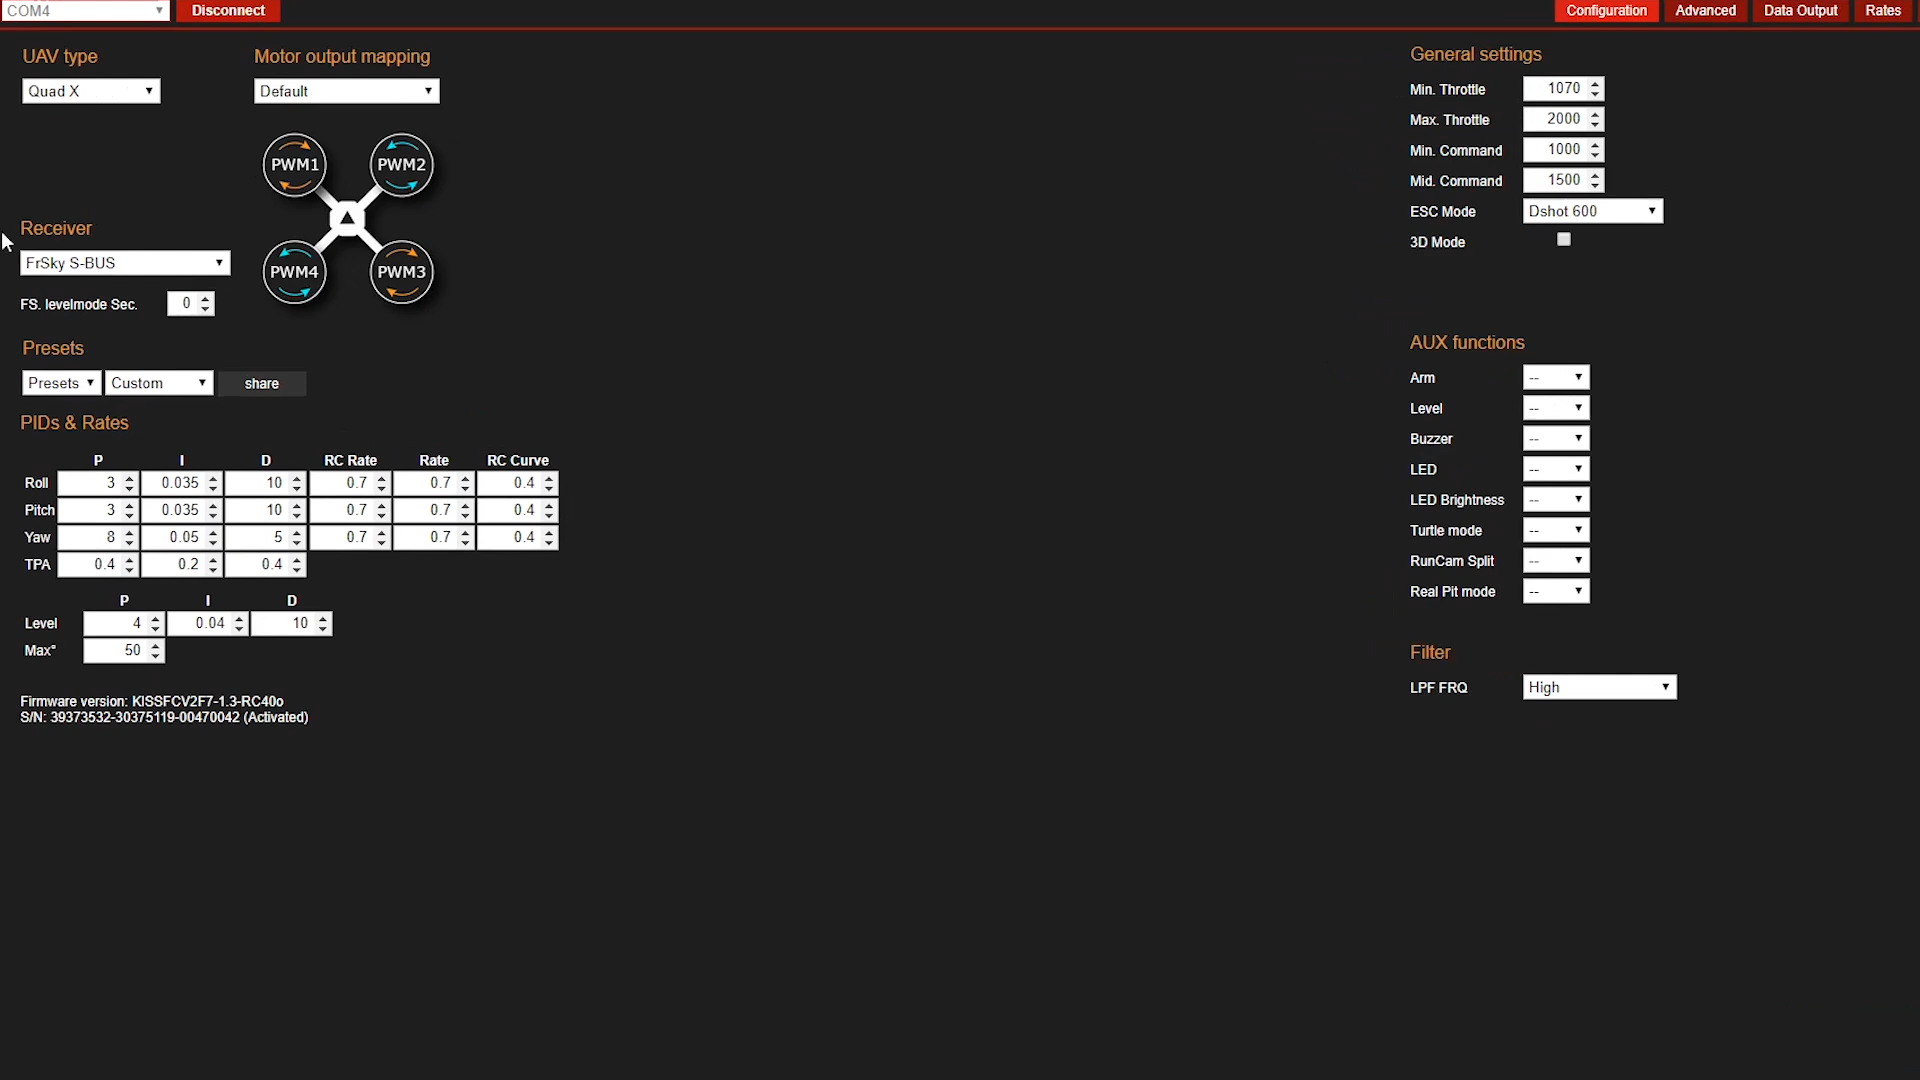 COM4 Disconnect Configuration Advanced Data Output Rates
UAV type
Quad X
Motor output mapping
Default
PWM1 PWM2
PWM4 PWM3
Receiver
FrSky S-BUS
FS. levelmode Sec. 0
Presets
Presets Custom share
PIDs & Rates
P I D RC Rate Rate RC Curve
Roll 3 0.035 10 0.7 0.7 0.4
Pitch 3 0.035 10 0.7 0.7 0.4
Yaw 8 0.05 5 0.7 0.7 0.4
TPA 0.4 0.2 0.4
P I D
Level 4 0.04 10
Max° 50
Firmware version: KISSFCV2F7-1.3-RC40o
S/N: 39373532-30375119-00470042 (Activated)
General settings
Min. Throttle 1070
Max. Throttle 2000
Min. Command 1000
Mid. Command 1500
ESC Mode Dshot 600
3D Mode
AUX functions
Arm --
Level --
Buzzer --
LED --
LED Brightness --
Turtle mode --
RunCam Split --
Real Pit mode --
Filter
LPF FRQ High